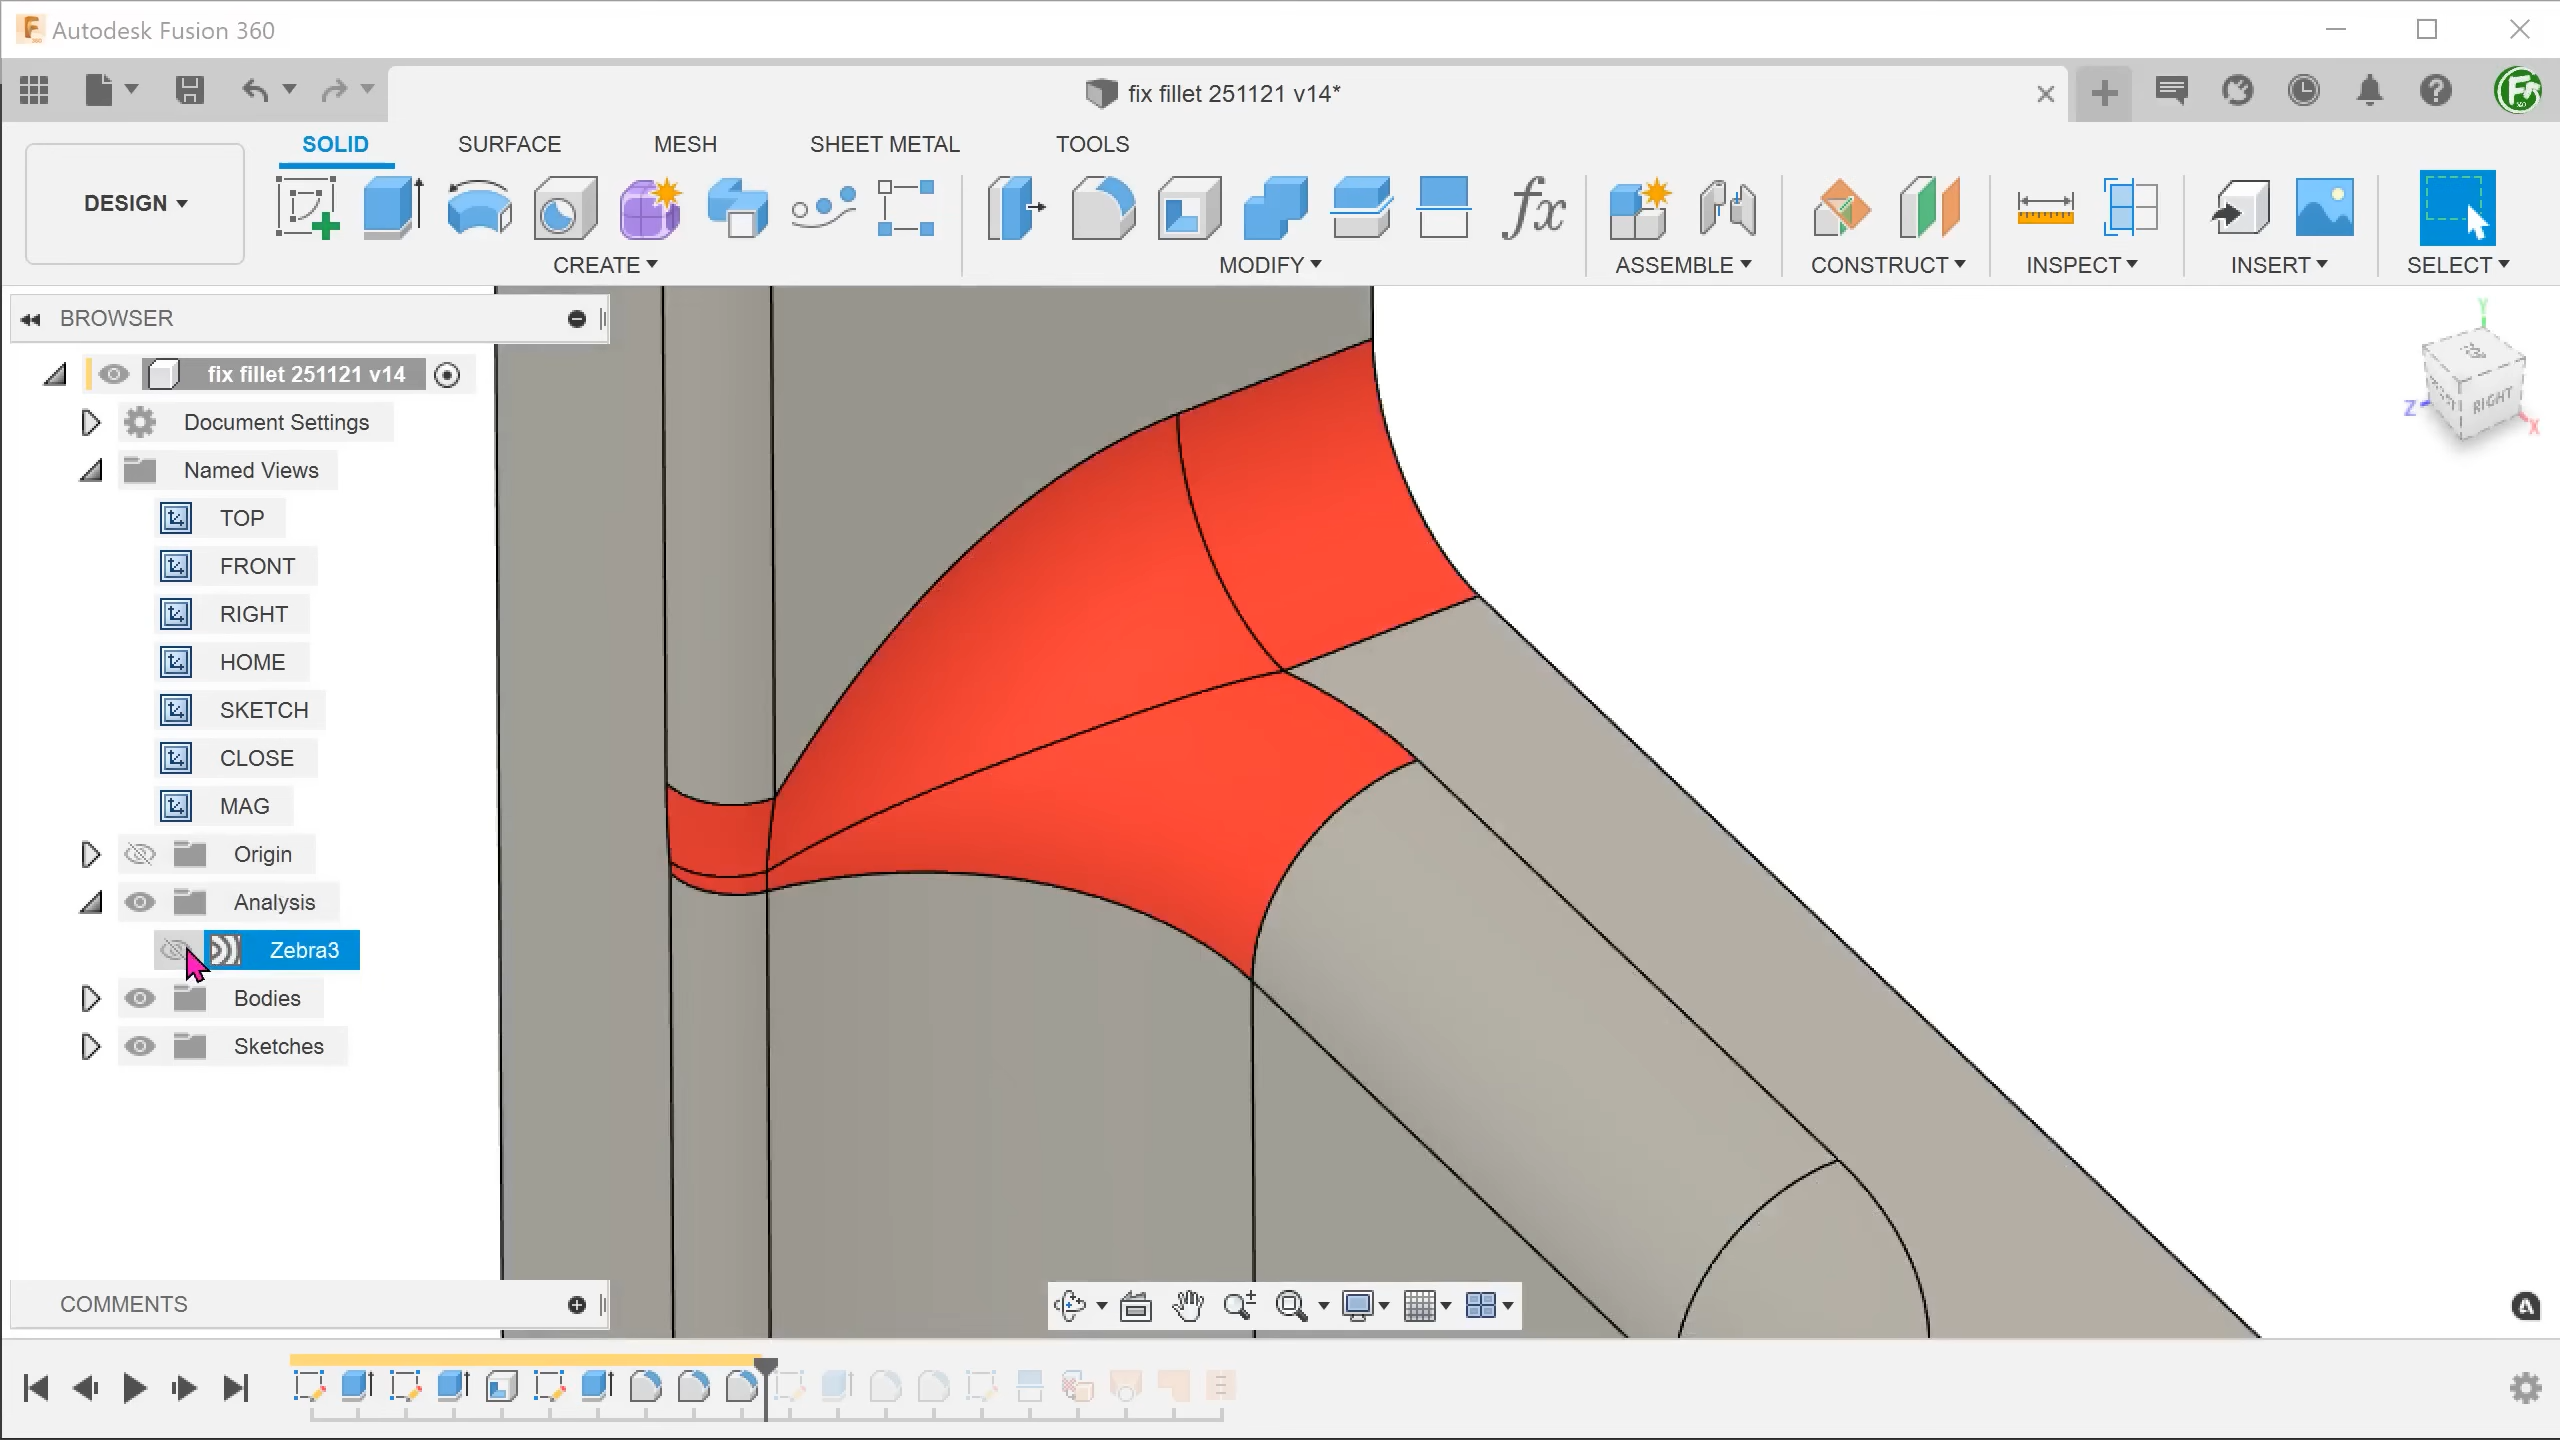 Autodesk Fusion 360
fix fillet 251121 v14*
SOLID SURFACE MESH SHEET METAL TOOLS
DESIGN
CREATE MODIFY ASSEMBLE CONSTRUCT INSPECT INSERT SELECT
fx
BROWSER
fix fillet 251121 v14
Document Settings
Named Views
TOP
FRONT
RIGHT
HOME
SKETCH
CLOSE
MAG
Origin
Analysis
Zebra3
Bodies
Sketches
Y
Z
RIGHT
X
COMMENTS